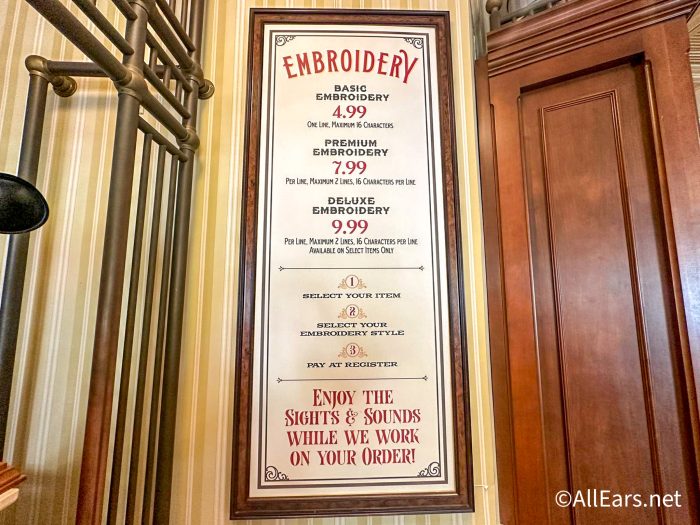 EMBROIDERY
BASIC
EMBROIDERY
4.99
ONE LINE, MAXIMUM 16 CHARACTERS
PREMIUM
EMBROIDERY
7.99
PER LINE, MAXIMUM 2 LINES, 16 CHARACTERS PER LINE
DELUXE
EMBROIDERY
9.99
PER LINE, MAXIMUM 2 LINES, 16 CHARACTERS PER LINE
AVAILABLE ON SELECT ITEMS ONLY
1
SELECT YOUR ITEM
2
SELECT YOUR
EMBROIDERY STYLE
3
PAY AT REGISTER
ENJOY THE
SIGHTS & SOUNDS
WHILE WE WORK
ON YOUR ORDER!
©AllEars.net